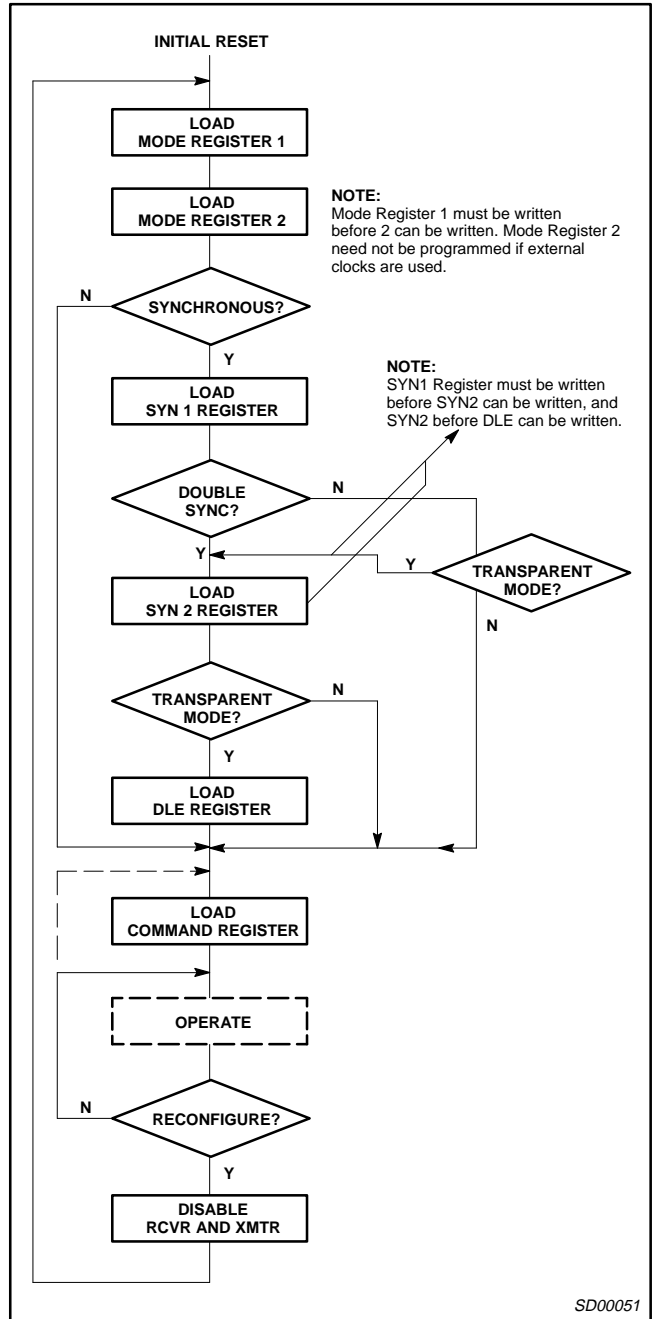 INITIAL RESET
LOAD
MODE REGISTER 1
LOAD
MODE REGISTER 2
NOTE:
Mode Register 1 must be written
before 2 can be written. Mode Register 2
need not be programmed if external
clocks are used.
N
SYNCHRONOUS?
Y
NOTE:
SYN1 Register must be written
before SYN2 can be written, and
SYN2 before DLE can be written.
LOAD
SYN 1 REGISTER
DOUBLE
SYNC?
N
Y
Y
TRANSPARENT
MODE?
LOAD
SYN 2 REGISTER
N
TRANSPARENT
MODE?
N
Y
LOAD
DLE REGISTER
LOAD
COMMAND REGISTER
OPERATE
N
RECONFIGURE?
Y
DISABLE
RCVR AND XMTR
SD00051